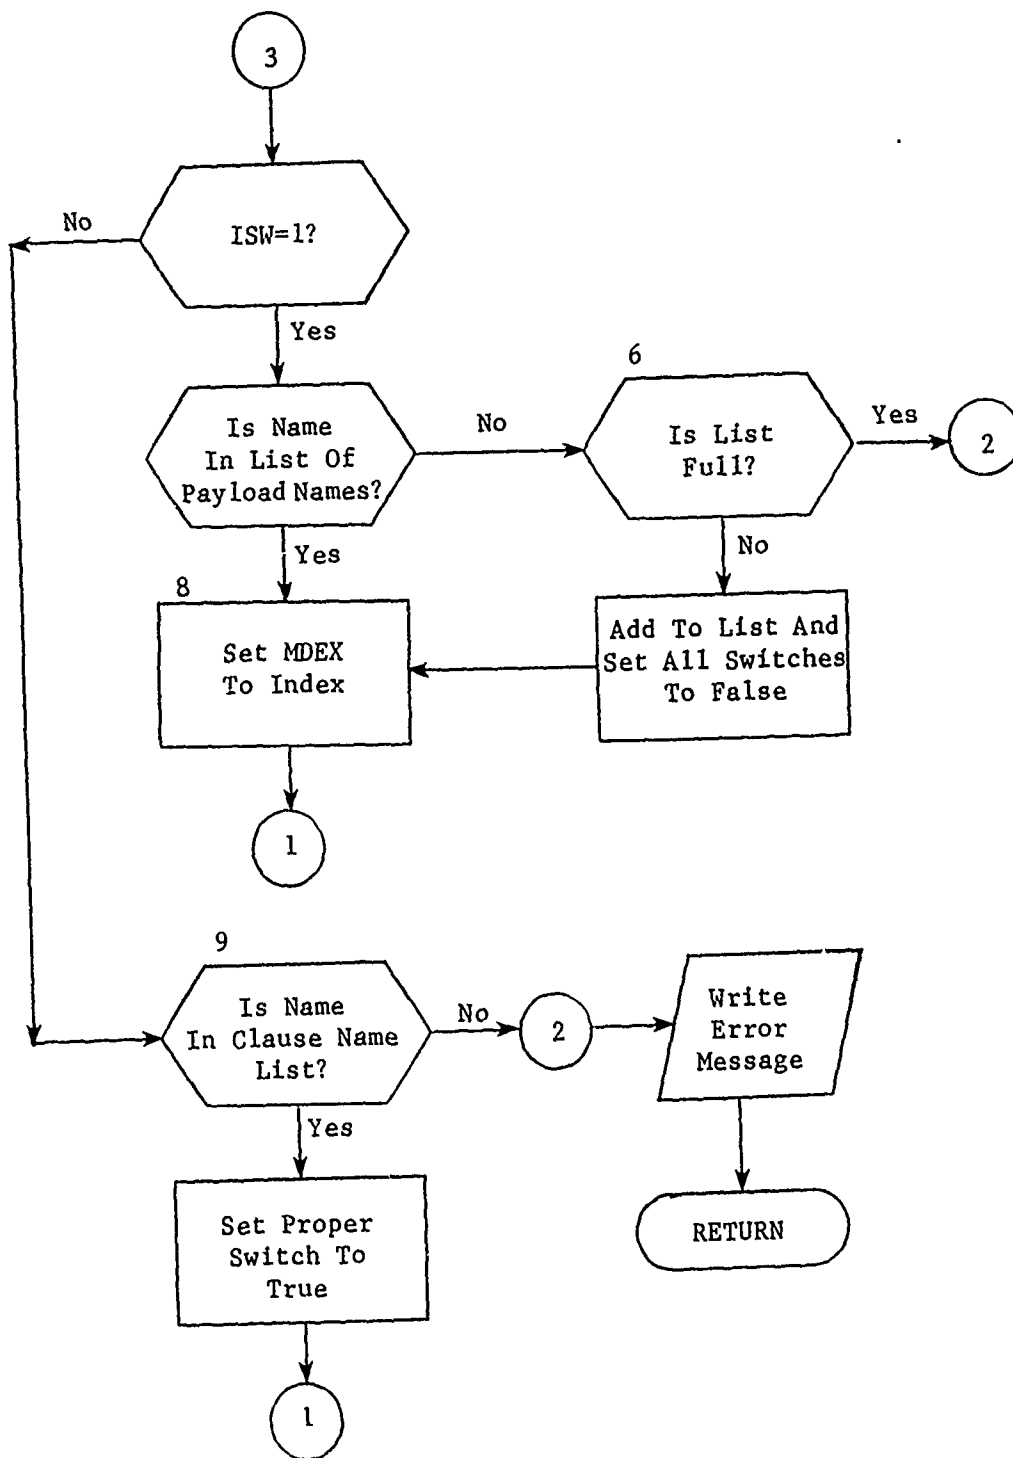 3
ISW=1?
No
Yes
Is Name
In List Of
Payload Names?
No
6
Is List
Full?
Yes
2
Yes
No
8
Set MDEX
To Index
Add To List And
Set All Switches
To False
1
9
Is Name
In Clause Name
List?
No
2
Write
Error
Message
Yes
Set Proper
Switch To
True
RETURN
1